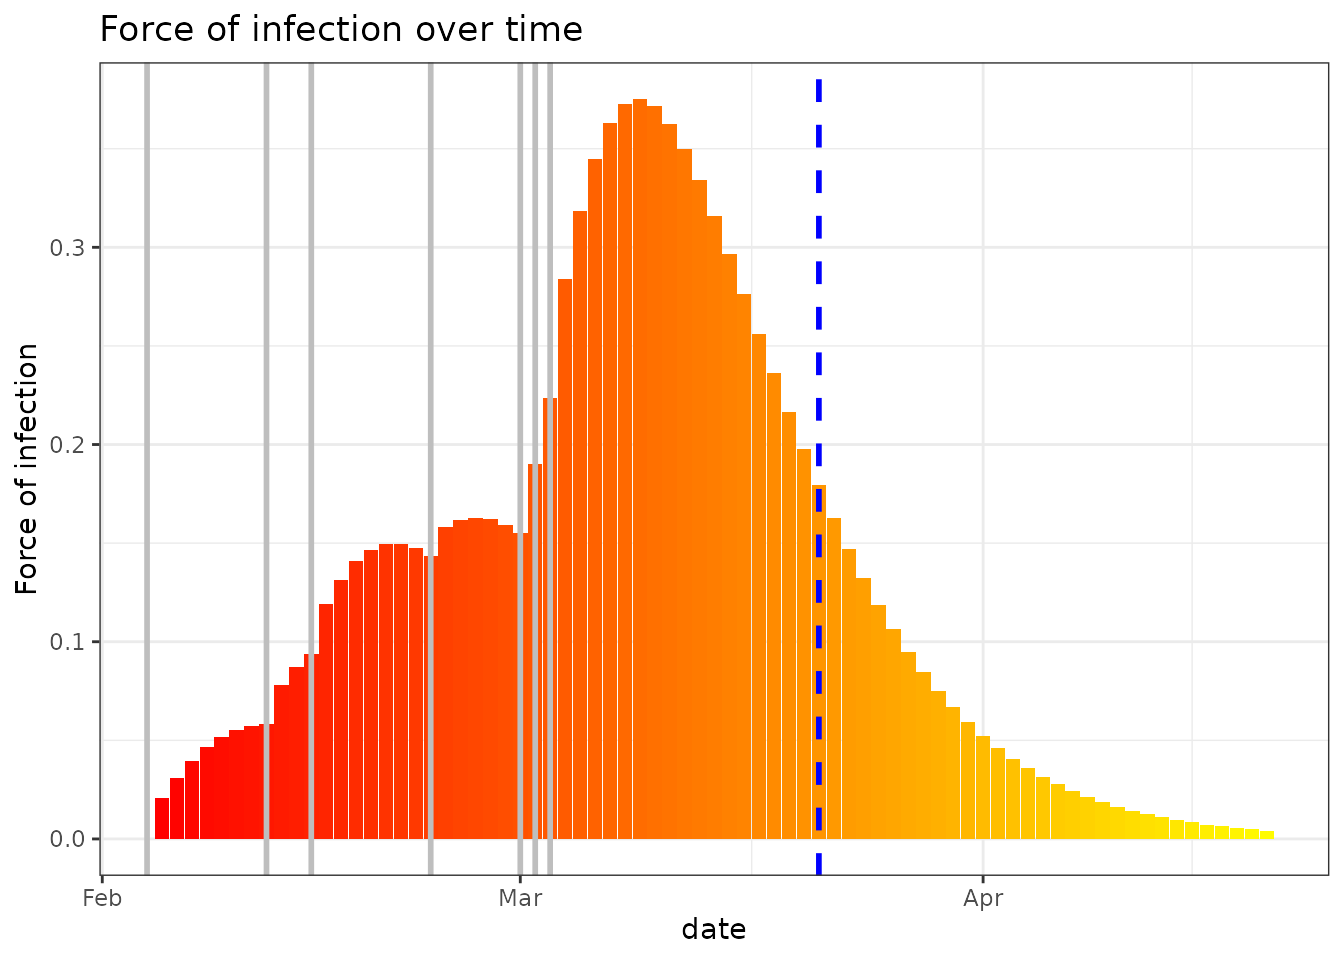 Force of infection over time
Force of infection
0.3
0.2
0.1
0.0
Feb
Mar
Apr
date